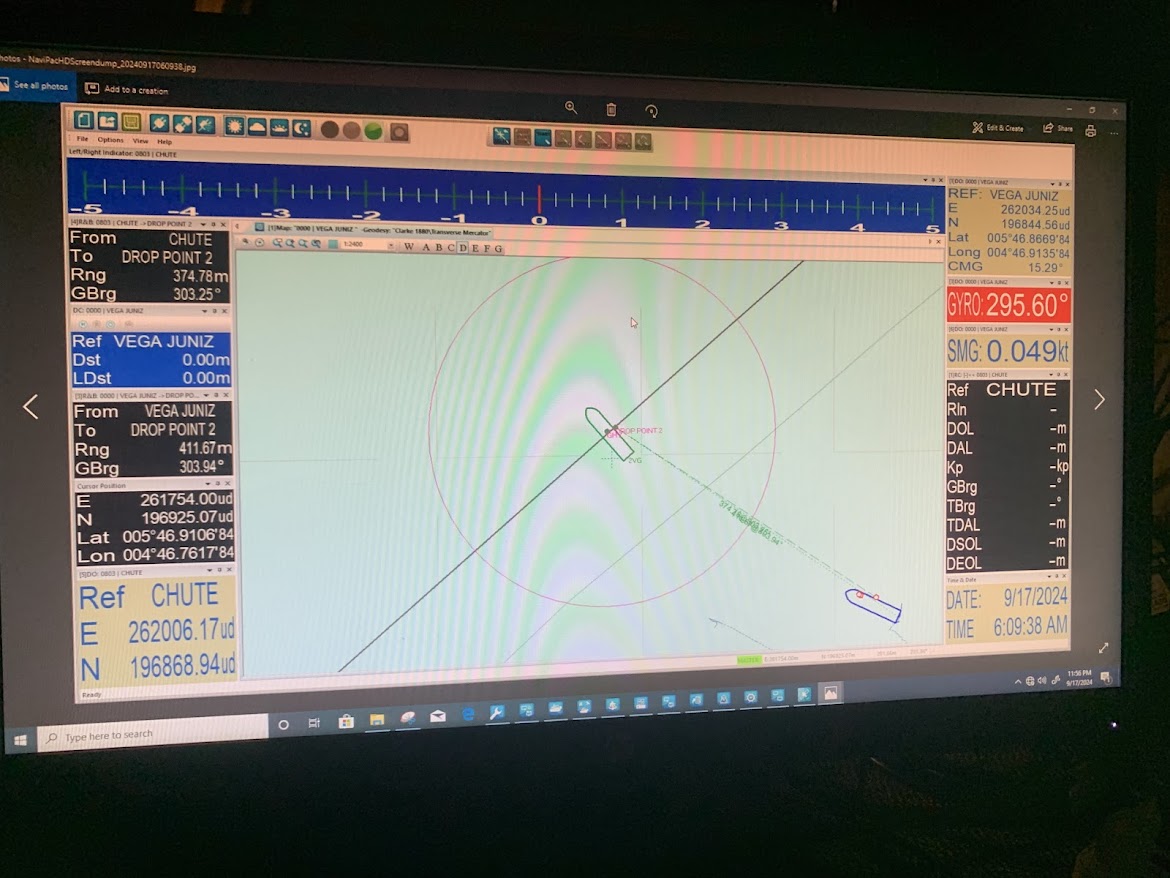 Photos - NaviPacHDScreendump_20240917060938.jpg
See all photos
Add to a creation
Edit & Create
Share
File Options View Help
Left/Right Indicator: 0803 | CHUTE
-5 -4 -3 -2 -1 0 1 2 3 4 5
[4]R&B: 0803 | CHUTE -> DROP POINT 2
From CHUTE
To DROP POINT 2
Rng 374.78m
GBrg 303.25°
DC: 0000 | VEGA JUNIZ
Ref VEGA JUNIZ
Dst 0.00m
LDst 0.00m
[3]R&B: 0000 | VEGA JUNIZ -> DROP PO...
From VEGA JUNIZ
To DROP POINT 2
Rng 411.67m
GBrg 303.94°
Cursor Position
E 261754.00ud
N 196925.07ud
Lat 005°46.9106'84
Lon 004°46.7617'84
[9]DO: 0803 | CHUTE
Ref CHUTE
E 262006.17ud
N 196868.94ud
Ready
[1]Map: "0000 | VEGA JUNIZ " -Geodesy: "Clarke 1880\Transverse Mercator"
1:2400
W A B C D E F G
DROP POINT 2
[1]DO: 0000 | VEGA JUNIZ
REF: VEGA JUNIZ
E 262034.25ud
N 196844.56ud
Lat 005°46.8669'84
Long 004°46.9135'84
CMG 15.29°
0000 | VEGA JUNIZ
GYRO: 295.60°
0000 | VEGA JUNIZ
SMG: 0.049kt
0803 | CHUTE
Ref CHUTE
Rln -
DOL -m
DAL -m
Kp -kp
GBrg -°
TBrg -°
TDAL -m
DSOL -m
DEOL -m
Time & Date
DATE: 9/17/2024
TIME 6:09:38 AM
Type here to search
11:56 PM
9/17/2024